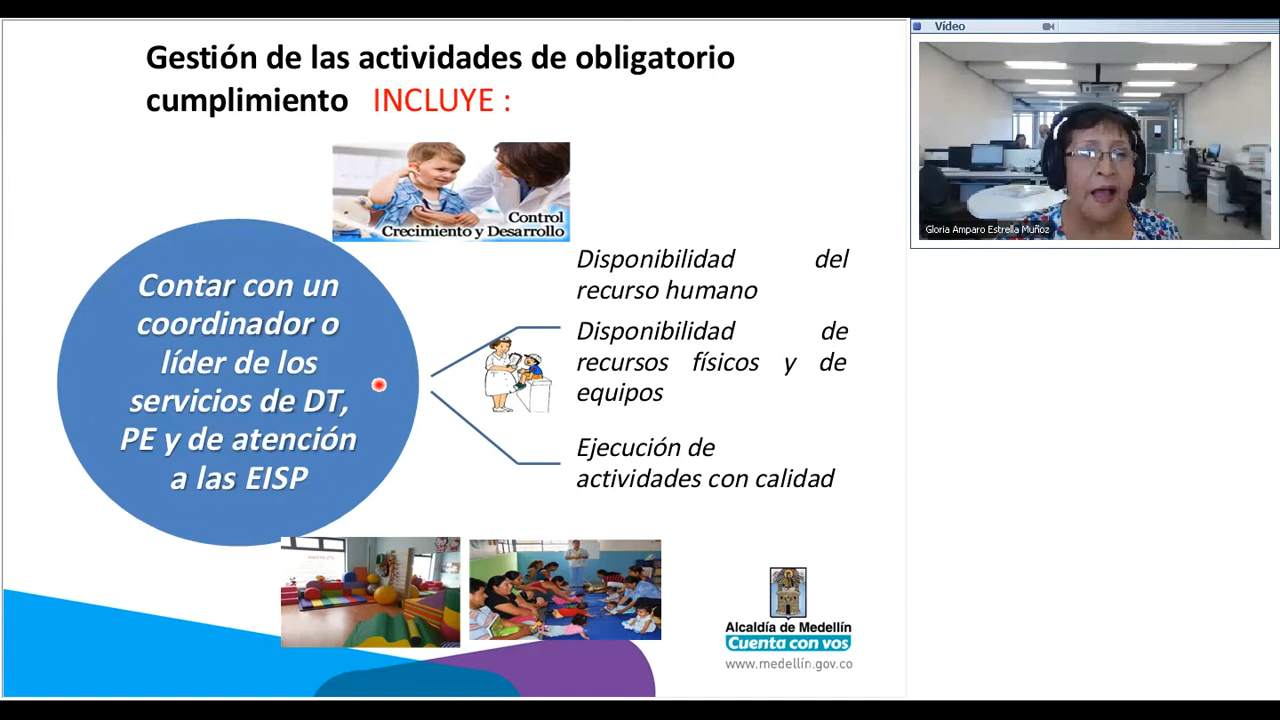 Gestión de las actividades de obligatorio
cumplimiento INCLUYE :
Control
Crecimiento y Desarrollo
Contar con un
coordinador o
líder de los
servicios de DT,
PE y de atención
a las EISP
Disponibilidad del
recurso humano
Disponibilidad de
recursos físicos y de
equipos
Ejecución de
actividades con calidad
Alcaldía de Medellín
Cuenta con vos
www.medellín.gov.co
Vídeo
Gloria Amparo Estrella Muñoz